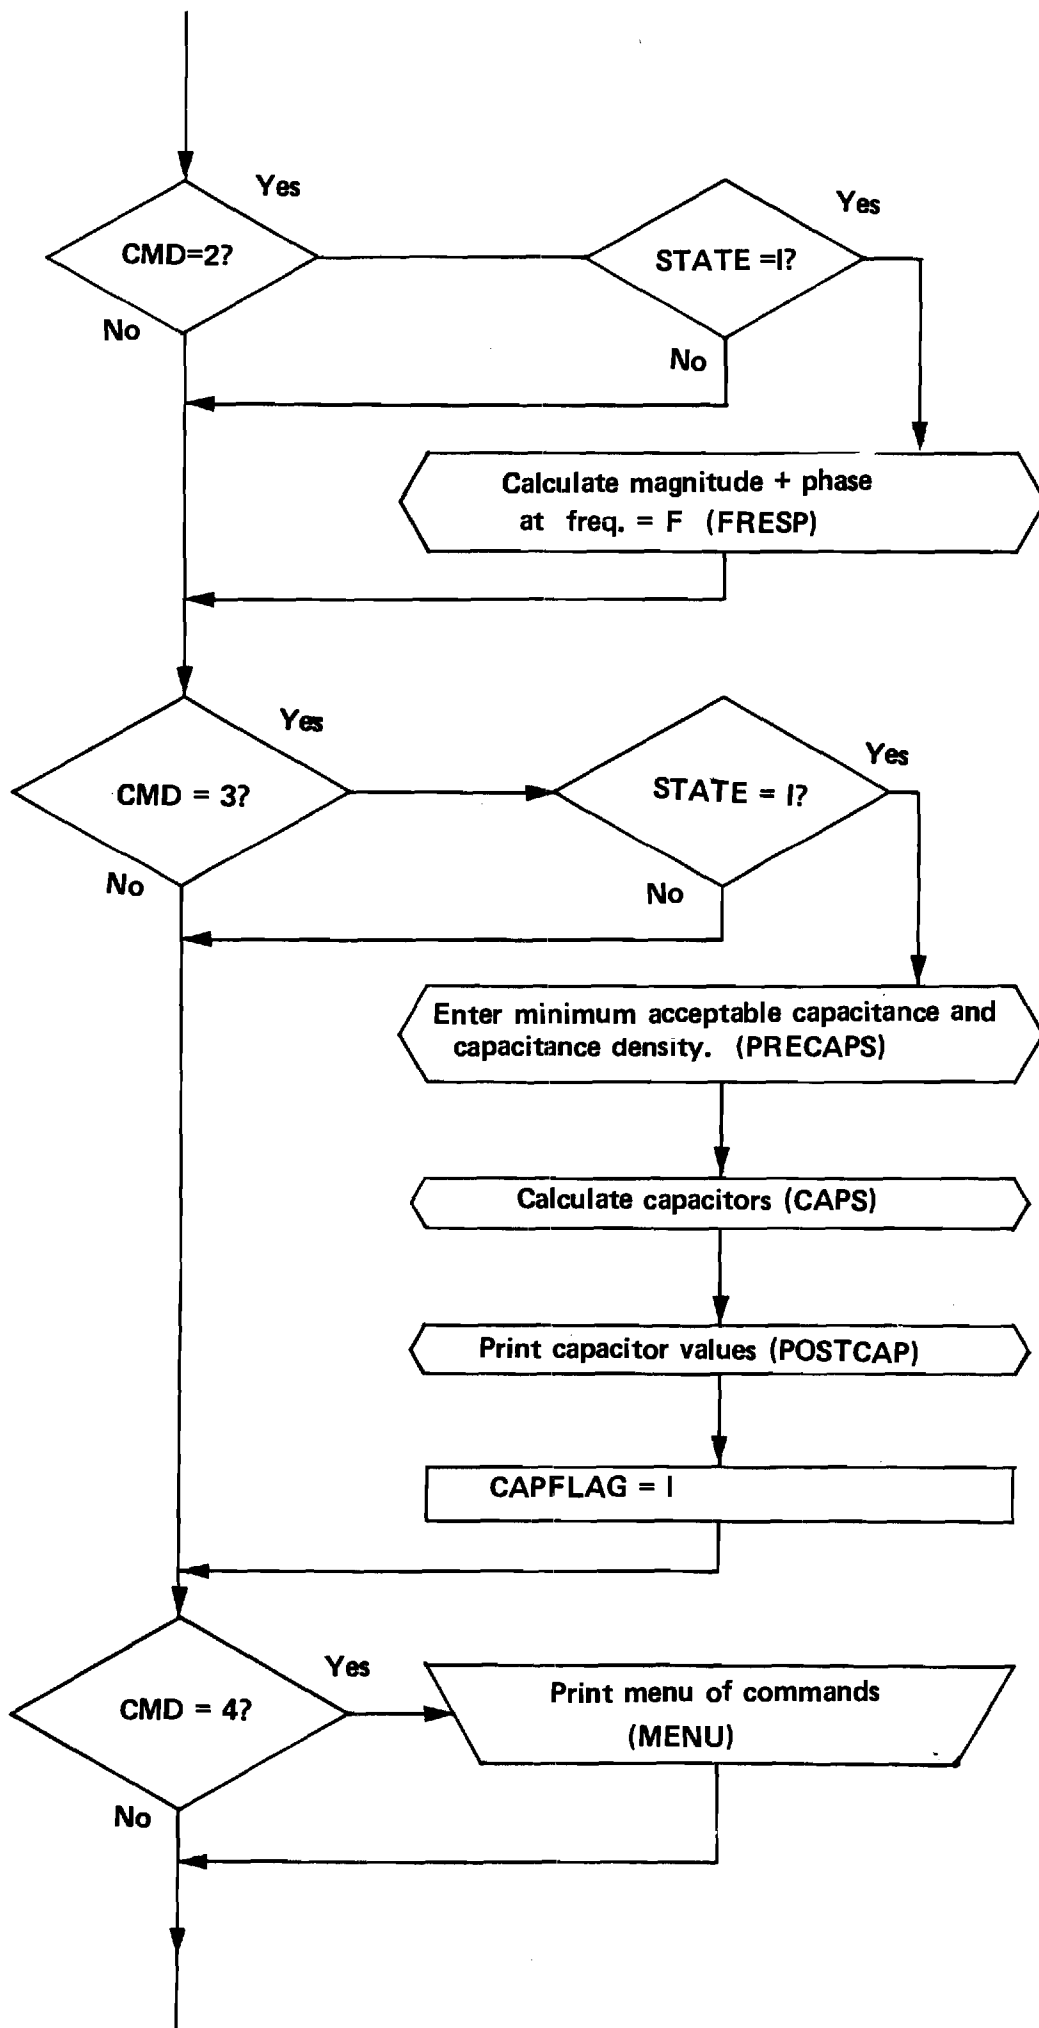 Yes
CMD=2?
No
Yes
STATE =I?
No
Calculate magnitude + phase
at freq. = F (FRESP)
Yes
CMD = 3?
No
Yes
STATE = I?
No
Enter minimum acceptable capacitance and
capacitance density. (PRECAPS)
Calculate capacitors (CAPS)
Print capacitor values (POSTCAP)
CAPFLAG = I
Yes
CMD = 4?
No
Print menu of commands
(MENU)